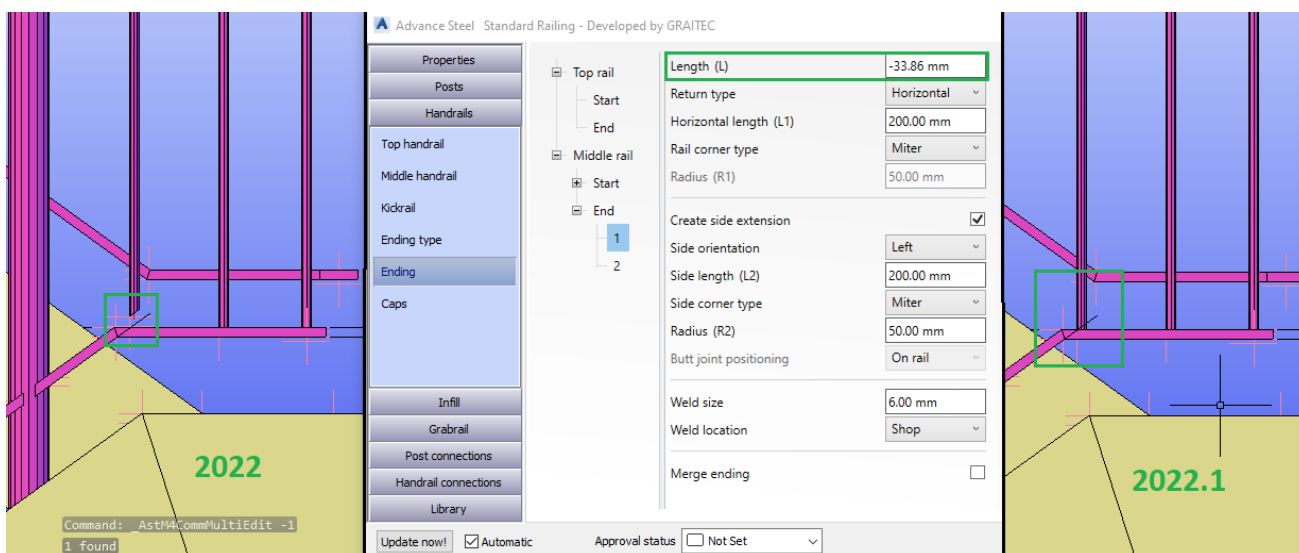 Advance Steel Standard Railing - Developed by GRAITEC
Properties
Posts
Handrails
Top handrail
Middle handrail
Kickrail
Ending type
Ending
Caps
Infill
Grabrail
Post connections
Handrail connections
Library
Top rail
Start
End
Middle rail
Start
End
1
2
Length (L) -33.86 mm
Return type Horizontal
Horizontal length (L1) 200.00 mm
Rail corner type Miter
Radius (R1) 50.00 mm
Create side extension
Side orientation Left
Side length (L2) 200.00 mm
Side corner type Miter
Radius (R2) 50.00 mm
Butt joint positioning On rail
Weld size 6.00 mm
Weld location Shop
Merge ending
Update now! Automatic Approval status Not Set
2022
Command: _AstM4CommMultiEdit -1
1 found
2022.1